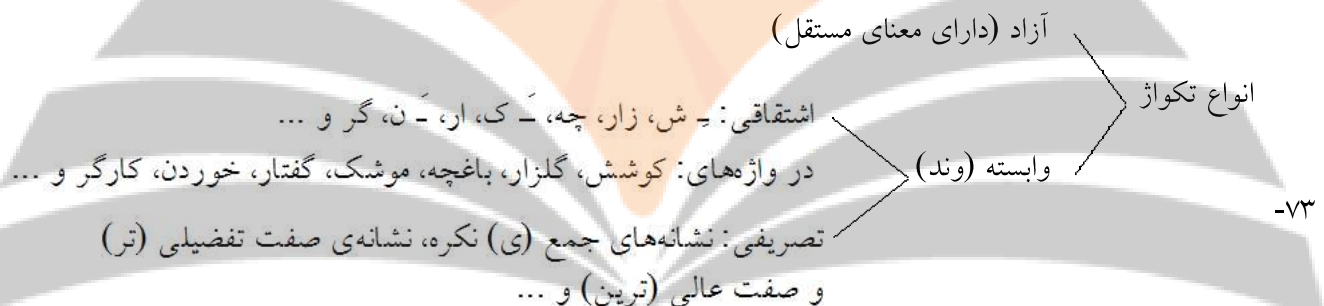 آزاد (دارای معنای مستقل)
انواع تکواژ
اشتقاقی: ـِ ش، زار، چه، ـَ ک، ار، ـَ ن، گر و ...
در واژه‌های: کوشش، گلزار، باغچه، موشک، گفتار، خوردن، کارگر و ...
وابسته (وند)
۷۳-
تصریفی: نشانه‌های جمع (ی) نکره، نشانه‌ی صفت تفضیلی (تر)
و صفت عالی (ترین) و ...